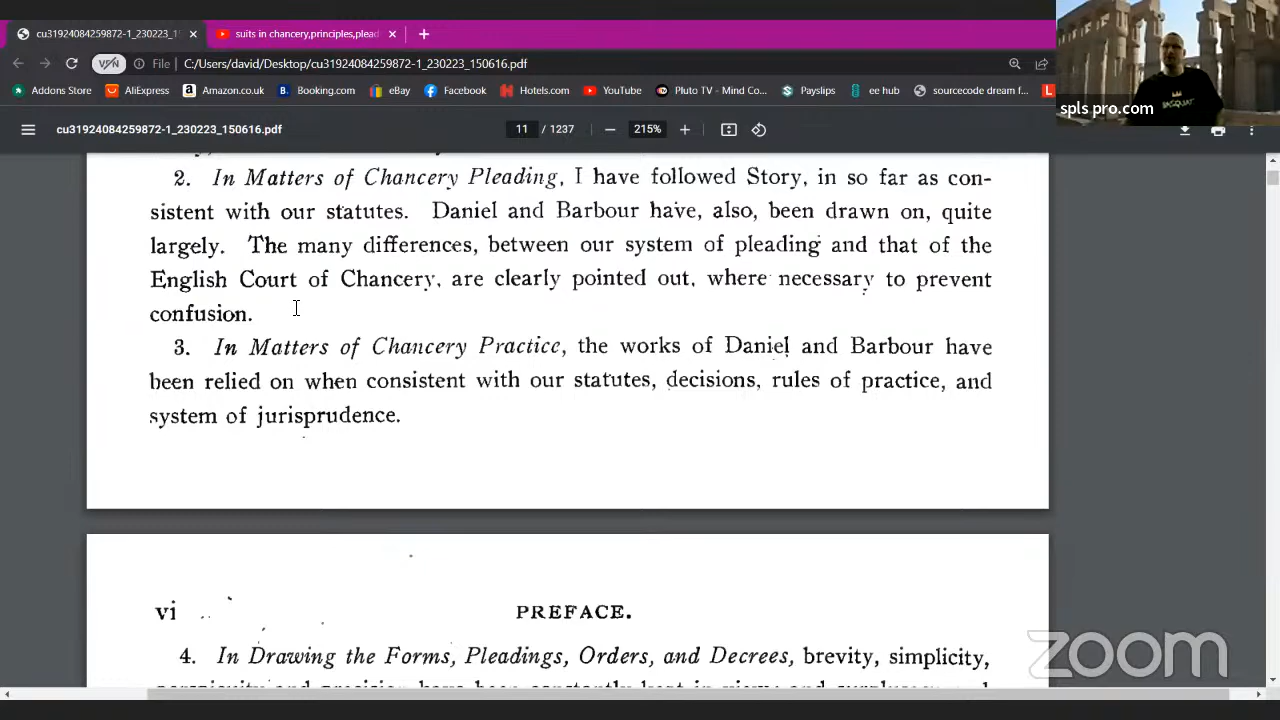 cu31924084259872-1_230223_1
suits in chancery,principles,plead
VPN
File
C:/Users/david/Desktop/cu31924084259872-1_230223_150616.pdf
Addons Store
AliExpress
Amazon.co.uk
Booking.com
eBay
Facebook
Hotels.com
YouTube
Pluto TV - Mind Co...
Payslips
ee hub
sourcecode dream f...
spls pro.com
cu31924084259872-1_230223_150616.pdf
11 / 1237
215%
2. In Matters of Chancery Pleading, I have followed Story, in so far as con-
sistent with our statutes. Daniel and Barbour have, also, been drawn on, quite
largely. The many differences, between our system of pleading and that of the
English Court of Chancery, are clearly pointed out, where necessary to prevent
confusion.
3. In Matters of Chancery Practice, the works of Daniel and Barbour have
been relied on when consistent with our statutes, decisions, rules of practice, and
system of jurisprudence.
vi
PREFACE.
4. In Drawing the Forms, Pleadings, Orders, and Decrees, brevity, simplicity,
zoom